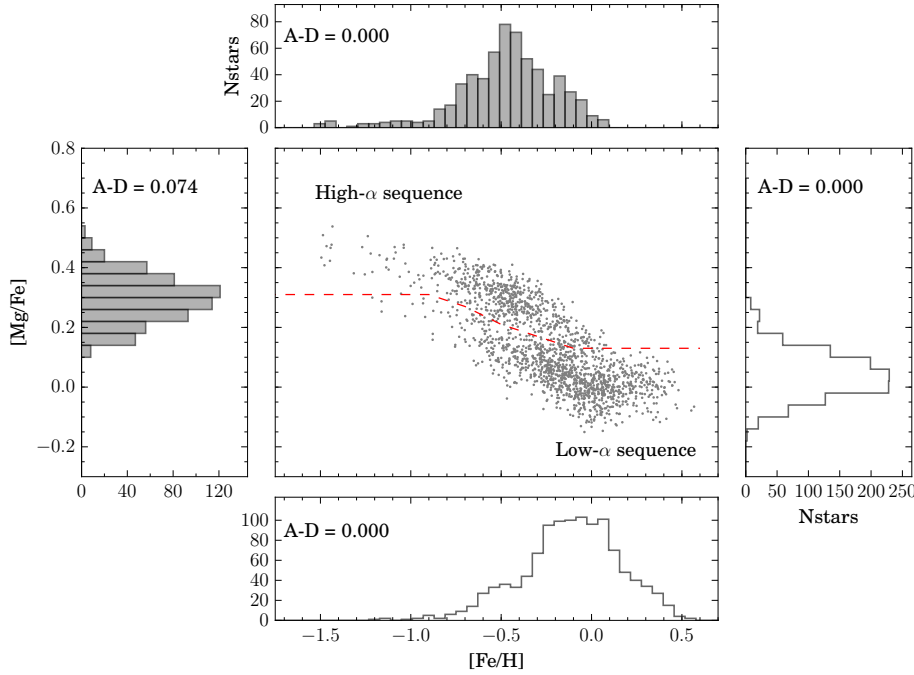 Nstars
80
60
40
20
0
A-D = 0.000
[Mg/Fe]
0.8
0.6
0.4
0.2
0.0
−0.2
A-D = 0.074
0 40 80 120
High-α sequence
Low-α sequence
A-D = 0.000
0 50 100 150 200 250
Nstars
100
80
60
40
20
0
A-D = 0.000
−1.5 −1.0 −0.5 0.0 0.5
[Fe/H]